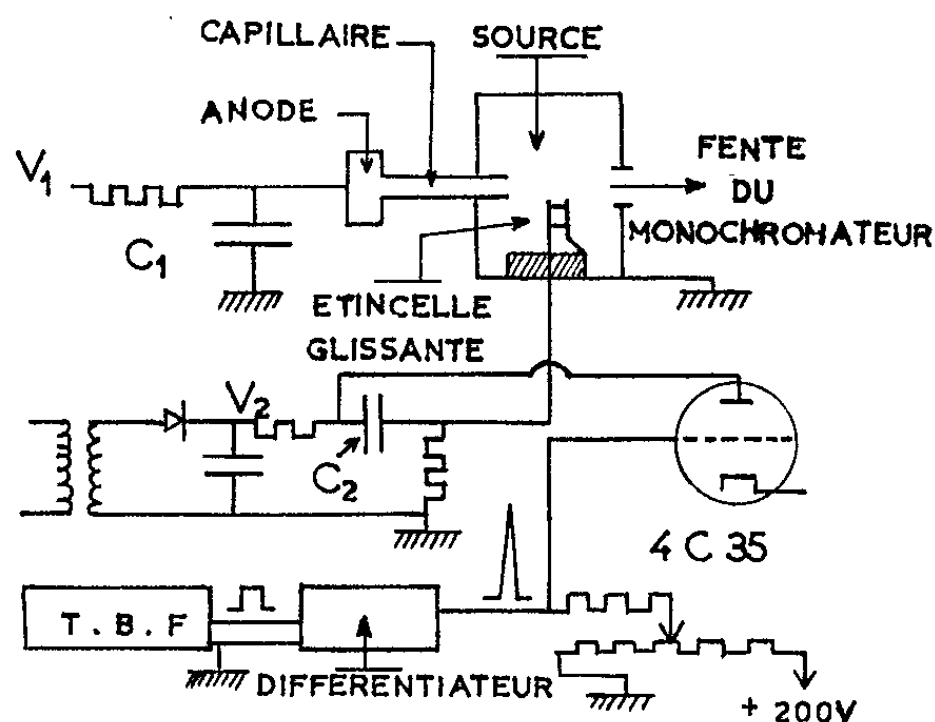 CAPILLAIRE
SOURCE
ANODE
V1
FENTE
DU
MONOCHROMATEUR
C1
ETINCELLE
GLISSANTE
V2
C2
4 C 35
T . B . F
DIFFERENTIATEUR
+ 200V